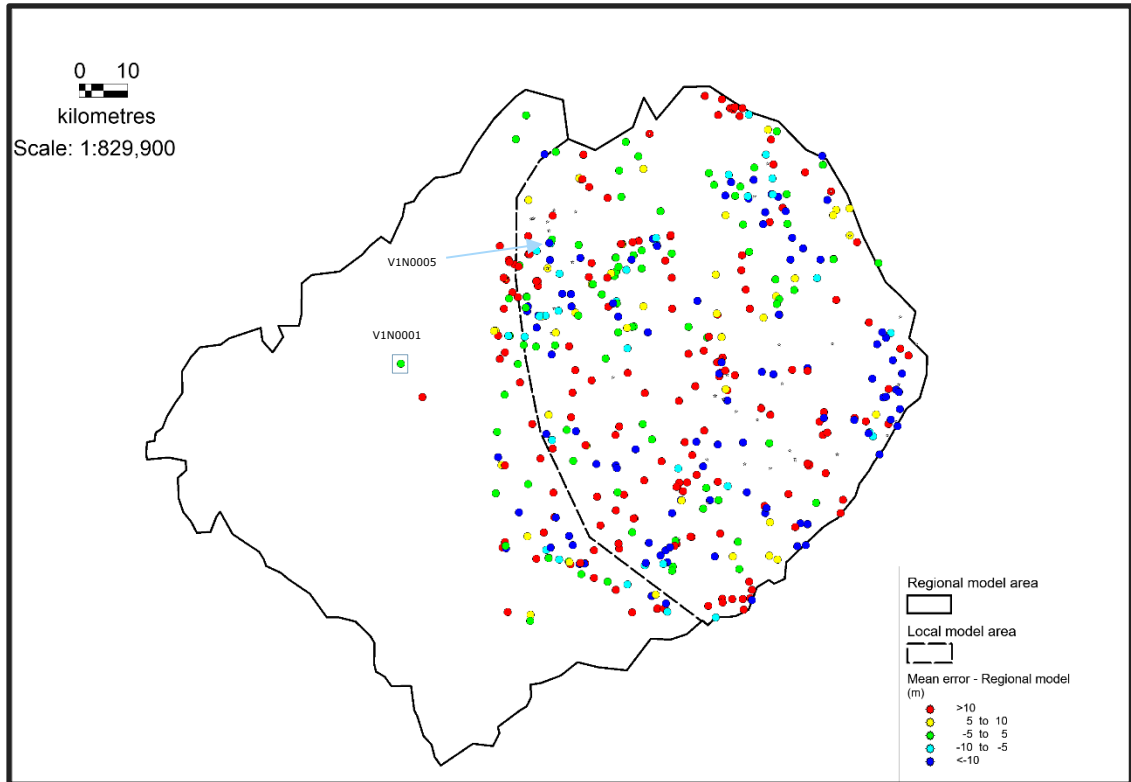 0 10
kilometres
Scale: 1:829,900
V1N0005
V1N0001
Regional model area
Local model area
Mean error - Regional model
(m)
>10
5 to 10
-5 to 5
-10 to -5
<-10